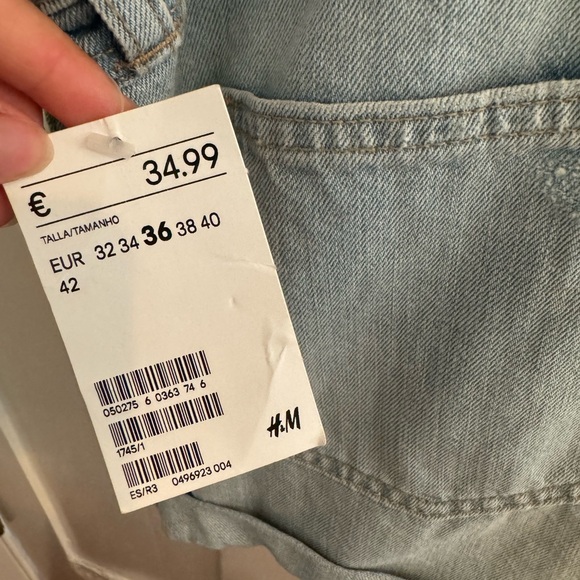 € 34.99
TALLA/TAMANHO
EUR 32 34 36 38 40
42
050275 6 0363 74 6
1745/1
ES/R3 0496923 004
H&M